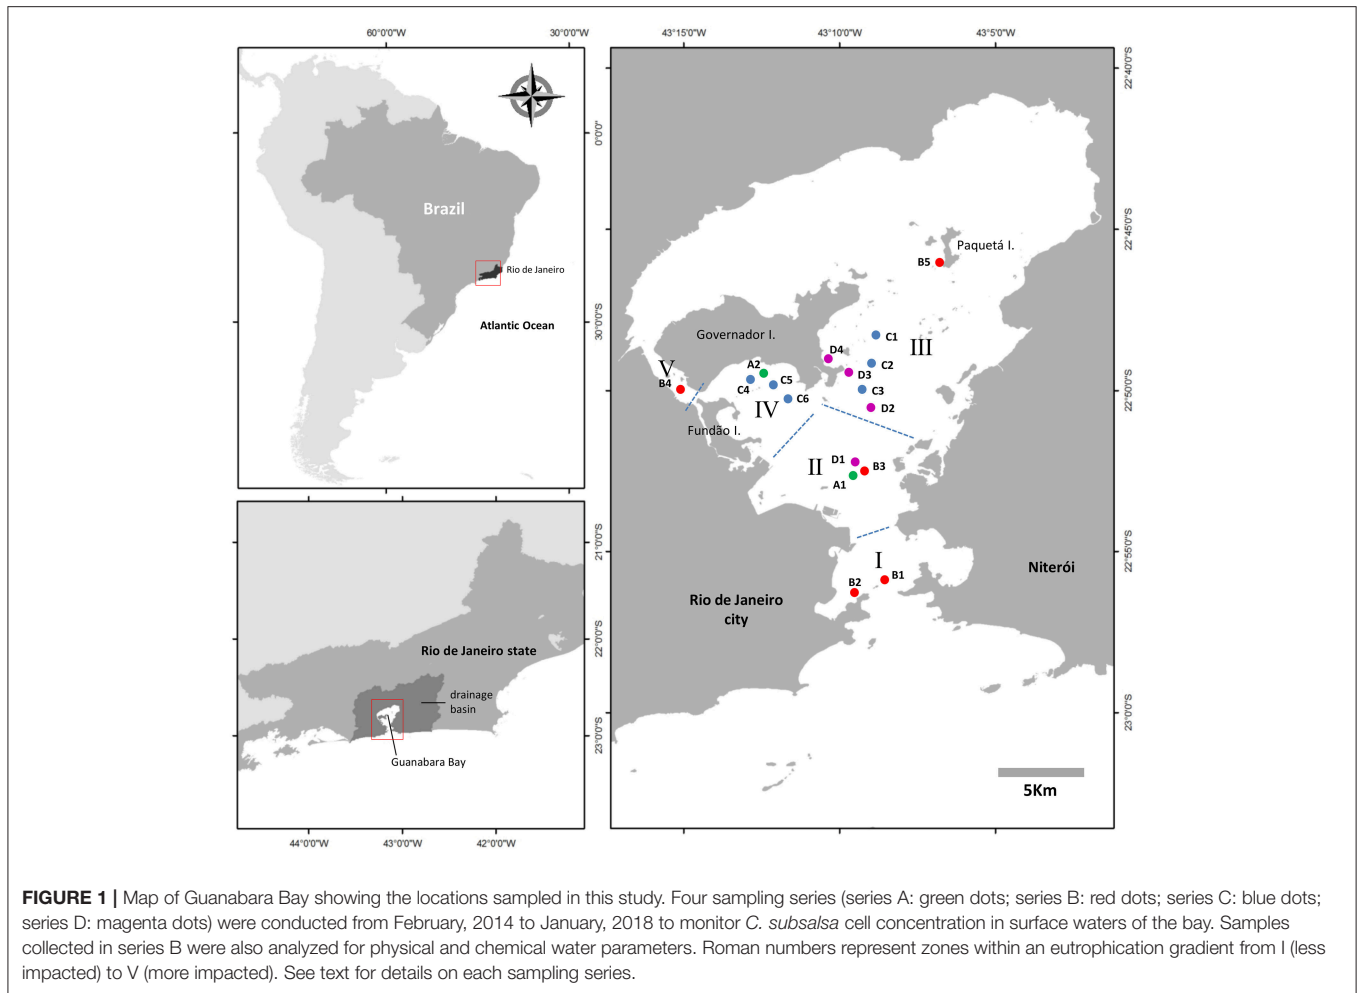 60°0'0"W
30°0'0"W
0°0'0"
30°0'0"S
Brazil
Rio de Janeiro
Atlantic Ocean
21°0'0"S
22°0'0"S
23°0'0"S
Rio de Janeiro state
drainage
basin
Guanabara Bay
44°0'0"W
43°0'0"W
42°0'0"W
43°15'0"W
43°10'0"W
43°5'0"W
22°40'0"S
22°45'0"S
22°50'0"S
22°55'0"S
23°0'0"S
Paquetá I.
B5
Governador I.
C1
III
D4
C2
D3
C3
D2
V
B4
A2
C4
C5
C6
IV
Fundão I.
D1
II
B3
A1
I
B1
B2
Niterói
Rio de Janeiro
city
5Km
FIGURE 1 | Map of Guanabara Bay showing the locations sampled in this study. Four sampling series (series A: green dots; series B: red dots; series C: blue dots;
series D: magenta dots) were conducted from February, 2014 to January, 2018 to monitor C. subsalsa cell concentration in surface waters of the bay. Samples
collected in series B were also analyzed for physical and chemical water parameters. Roman numbers represent zones within an eutrophication gradient from I (less
impacted) to V (more impacted). See text for details on each sampling series.